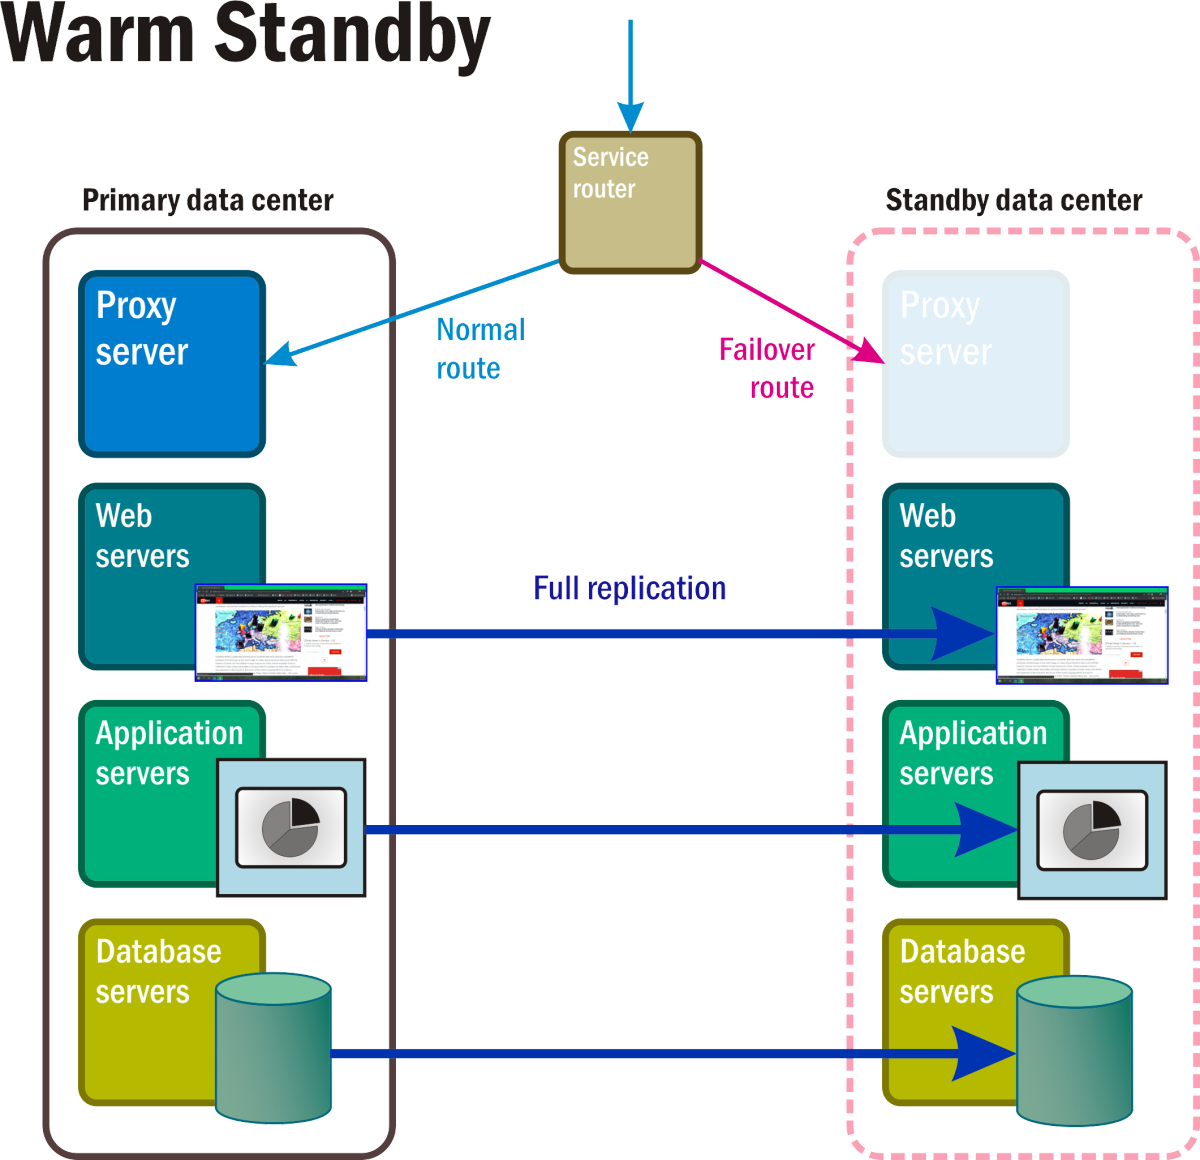 Warm Standby
Service
router
Primary data center
Standby data center
Proxy
server
Normal
route
Failover
route
Proxy
server
Web
servers
Full replication
Web
servers
Application
servers
Application
servers
Database
servers
Database
servers